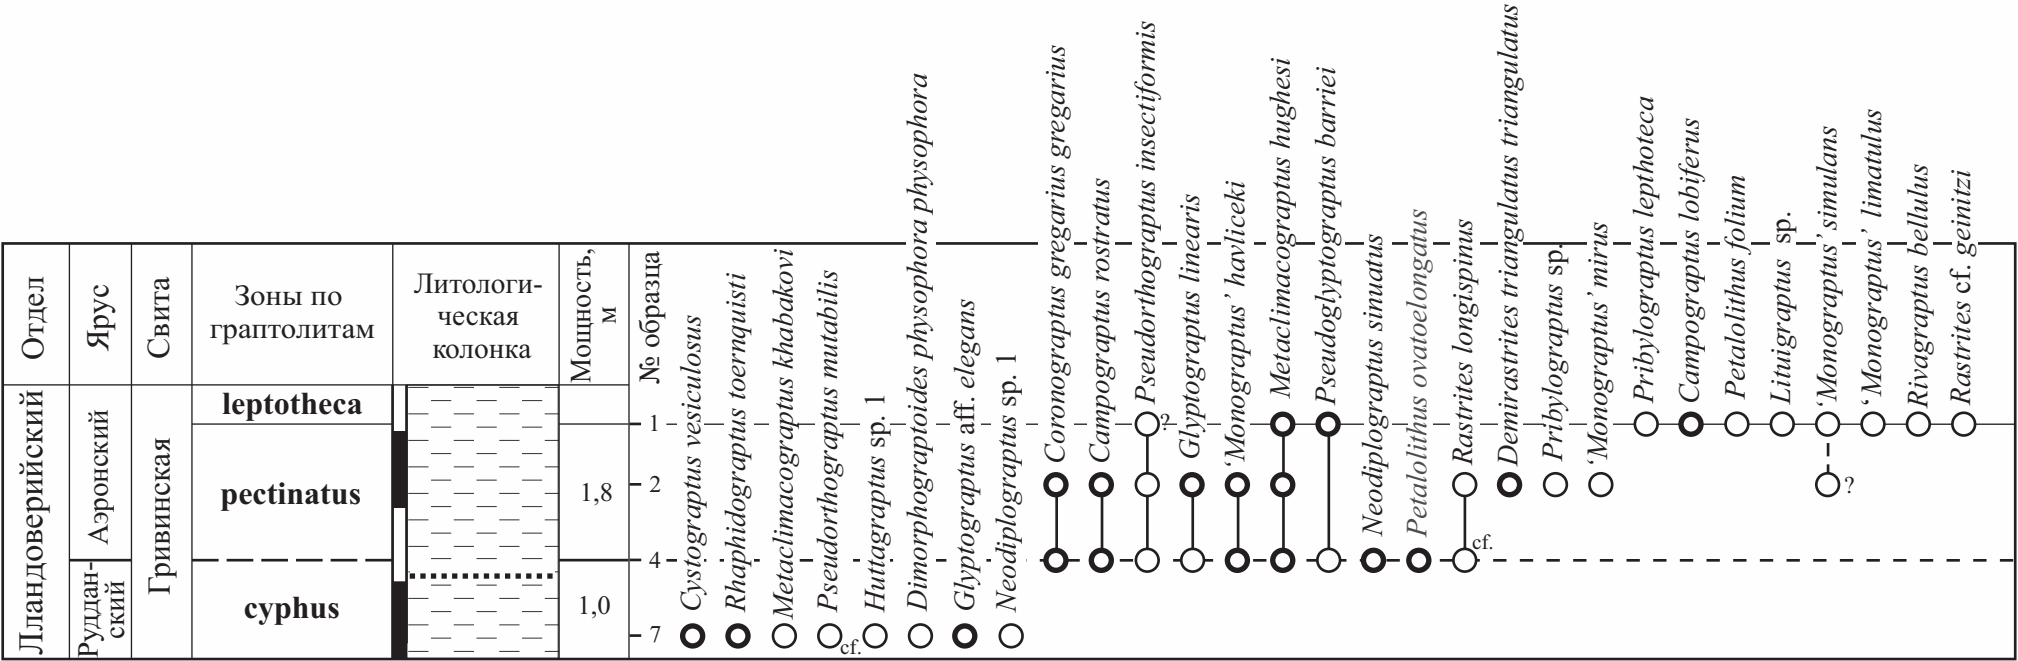 Отдел
Ярус
Свита
Зоны по
граптолитам
Литологи-
ческая
колонка
Мощность,
м
№ образца
Лландоверийский
Аэронский
Руддан-
ский
Гривинская
leptotheca
pectinatus
cyphus
1,8
1,0
1
2
4
7
Cystograptus vesiculosus
Rhaphidograptus toernquisti
Metaclimacograptus khabakovi
Pseudorthograptus mutabilis
cf.
Huttagraptus sp. 1
Dimorphograptoides physophora physophora
Glyptograptus aff. elegans
Neodiplograptus sp. 1
Coronograptus gregarius gregarius
Campograptus rostratus
Pseudorthograptus insectiformis
?
Glyptograptus linearis
‘Monograptus’ havliceki
Metaclimacograptus hughesi
Pseudoglyptograptus barriei
Neodiplograptus sinuatus
Petalolithus ovatoelongatus
Rastrites longispinus
cf.
Demirastrites triangulatus triangulatus
Pribylograptus sp.
‘Monograptus’ mirus
Pribylograptus lepthoteca
Campograptus lobiferus
Petalolithus folium
Lituigraptus sp.
‘Monograptus’ simulans
?
‘Monograptus’ limatulus
Rivagraptus bellulus
Rastrites cf. geinitzi